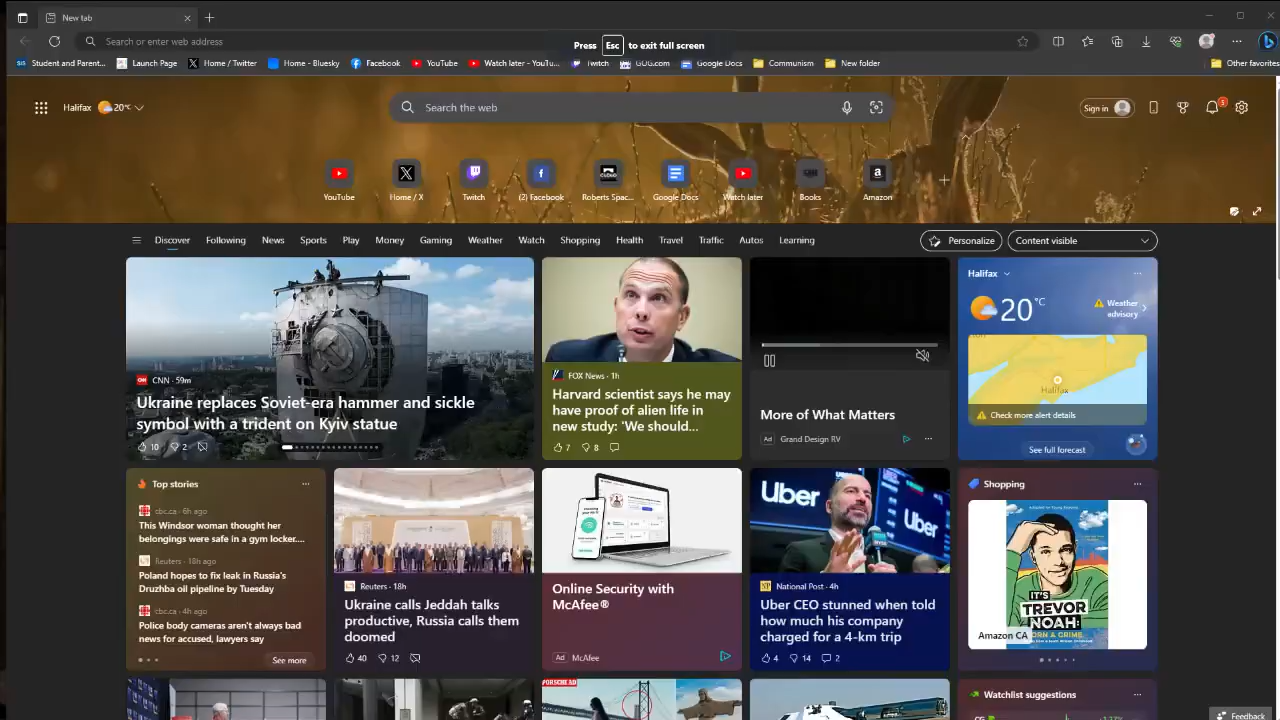 New tab
Search or enter web address
Press Esc to exit full screen
Student and Parent...
Launch Page
Home / Twitter
Home - Bluesky
Facebook
YouTube
Watch later - YouTu...
Twitch
GOG.com
Google Docs
Communism
New folder
Other favorites
Halifax 20°C
Search the web
Sign in
3
YouTube
Home / X
Twitch
(2) Facebook
Roberts Spac...
Google Docs
Watch later
Books
Amazon
Discover
Following
News
Sports
Play
Money
Gaming
Weather
Watch
Shopping
Health
Travel
Traffic
Autos
Learning
Personalize
Content visible
CNN · 59m
Ukraine replaces Soviet-era hammer and sickle
symbol with a trident on Kyiv statue
10 2
FOX News · 1h
Harvard scientist says he may
have proof of alien life in
new study: 'We should...
7 8
More of What Matters
Ad Grand Design RV
Halifax
20°C
Weather
advisory
Halifax
Check more alert details
See full forecast
Top stories
cbc.ca · 6h ago
This Windsor woman thought her
belongings were safe in a gym locker....
Reuters · 18h ago
Poland hopes to fix leak in Russia's
Druzhba oil pipeline by Tuesday
cbc.ca · 4h ago
Police body cameras aren't always bad
news for accused, lawyers say
See more
Reuters · 18h
Ukraine calls Jeddah talks
productive, Russia calls them
doomed
40 12
Online Security with
McAfee®
Ad McAfee
Uber
Uber
National Post · 4h
Uber CEO stunned when told
how much his company
charged for a 4-km trip
4 14 2
Shopping
IT'S
TREVOR
NOAH:
BORN A CRIME
Amazon CA
PORSCHEAD
Watchlist suggestions
Feedback